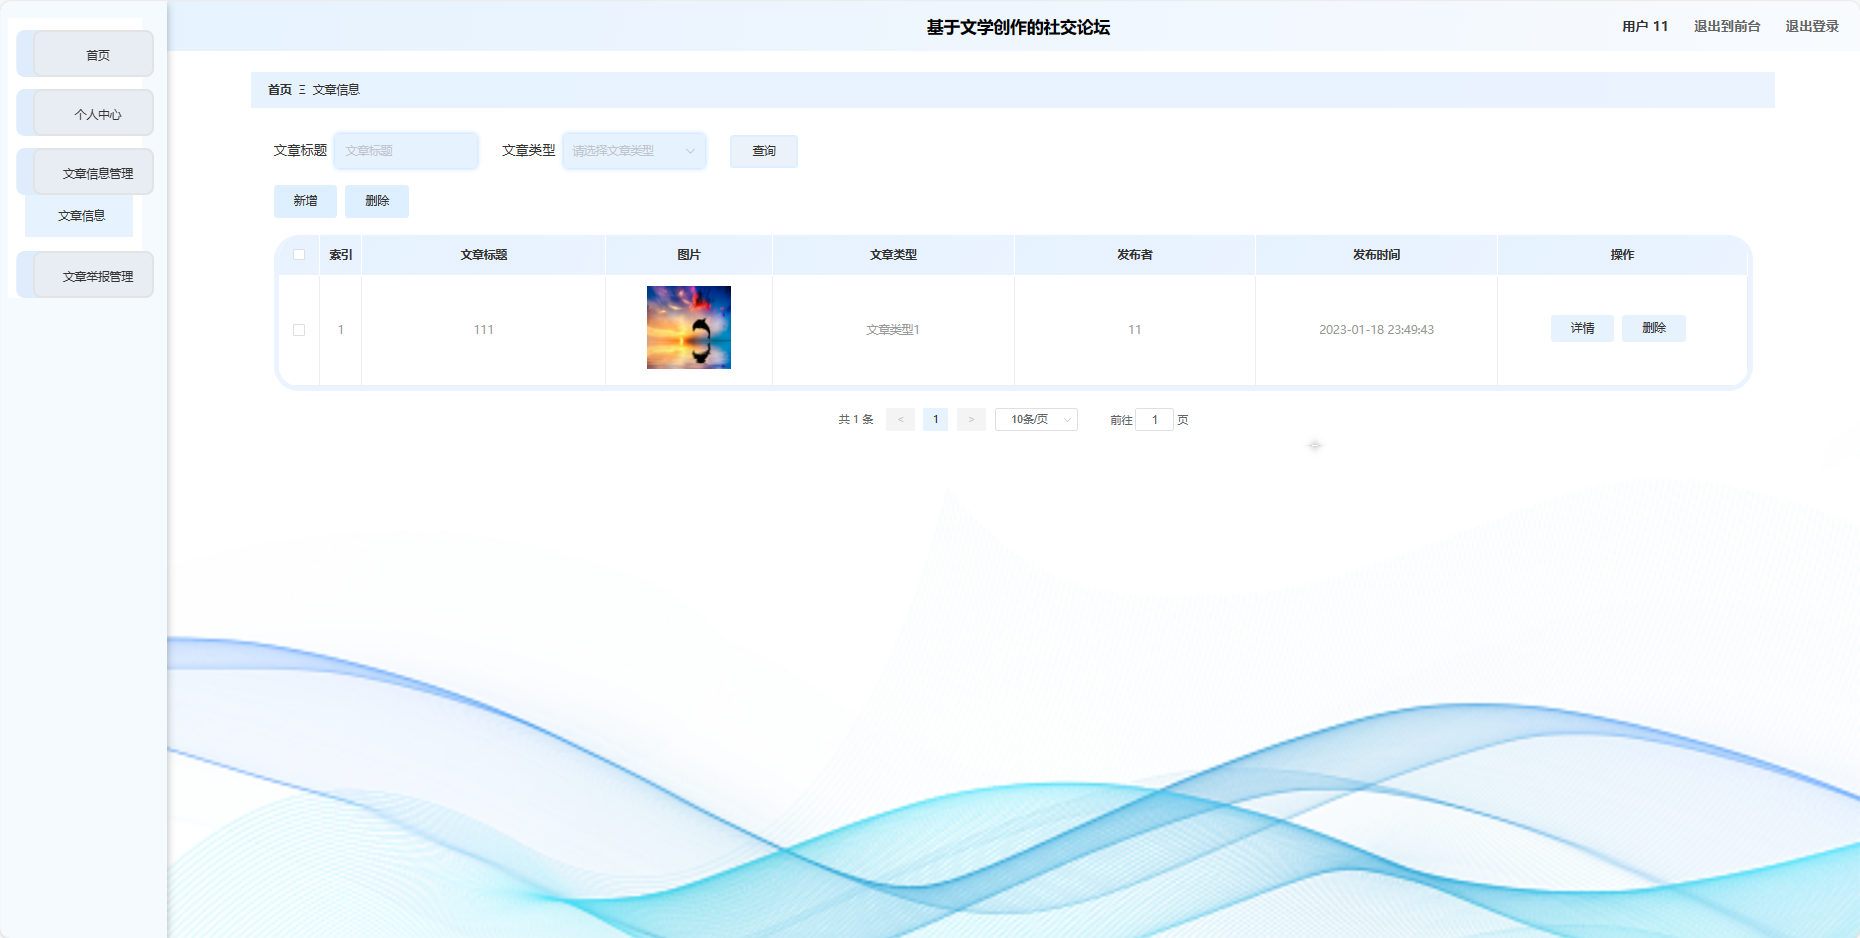 基于文学创作的社交论坛
用户 11 退出到前台 退出登录
首页
个人中心
文章信息管理
文章信息
文章举报管理
首页 Ξ 文章信息
文章标题 文章标题 文章类型 请选择文章类型 查询
新增 删除
索引 文章标题 图片 文章类型 发布者 发布时间 操作
1 111 文章类型1 11 2023-01-18 23:49:43 详情 删除
共 1 条 < 1 > 10条/页 前往 1 页